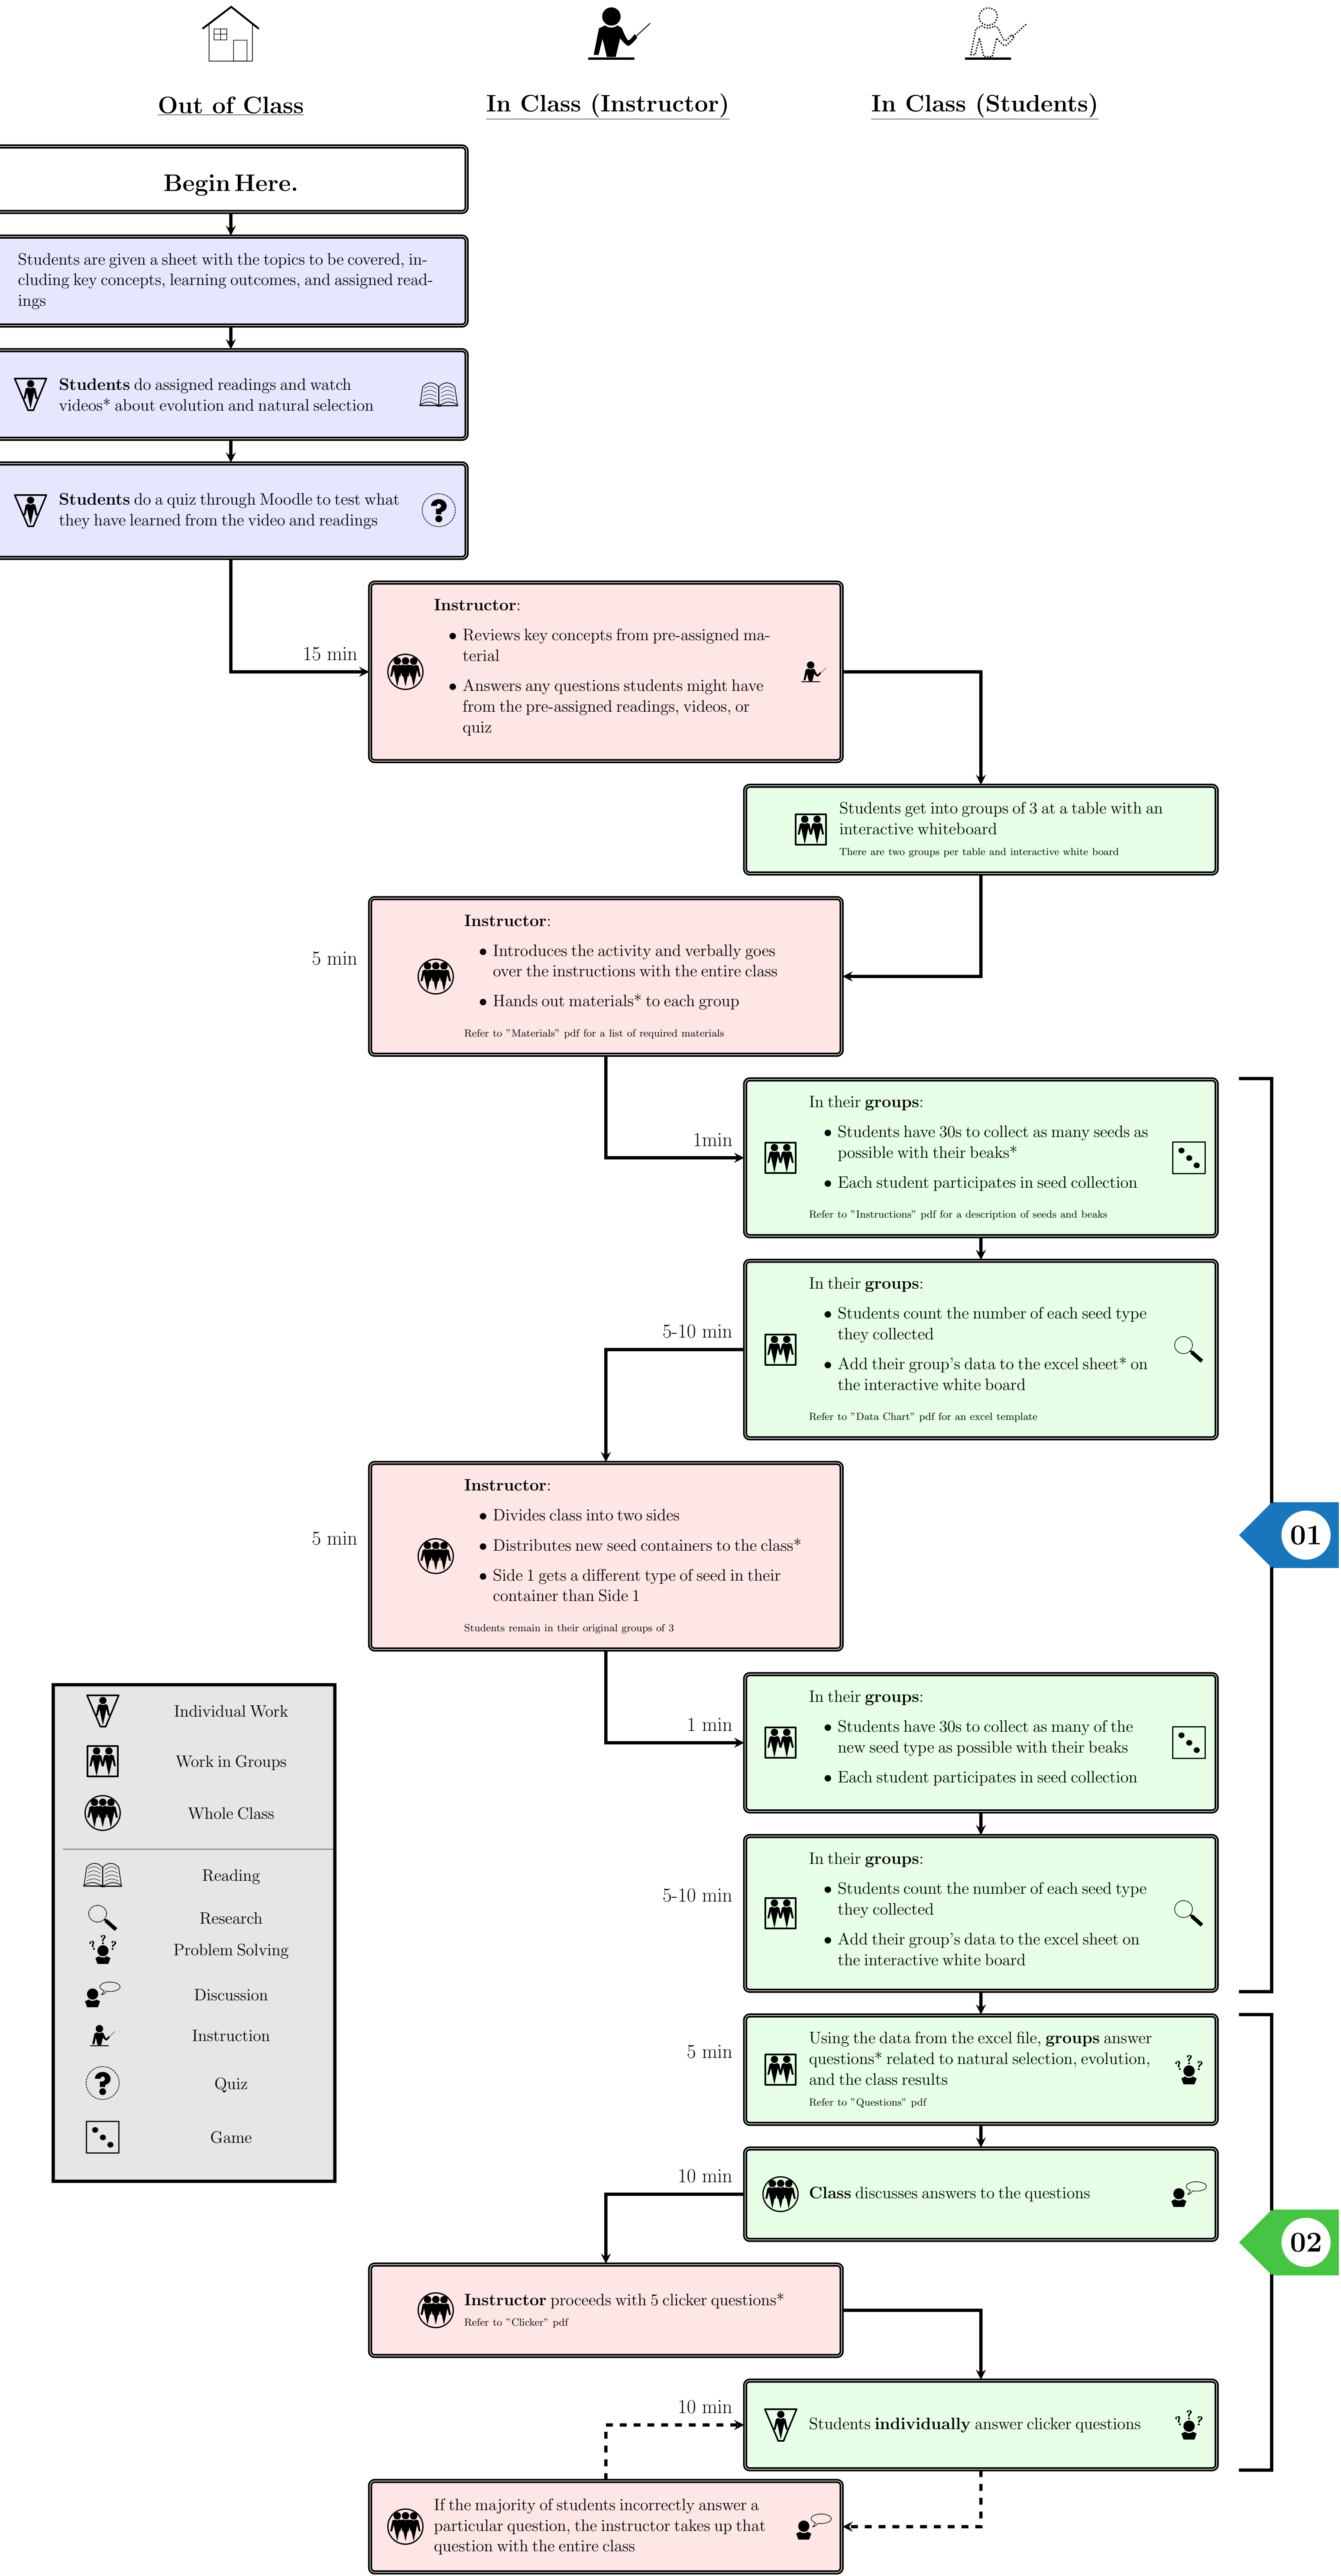 Out of Class
In Class (Instructor)
In Class (Students)
Begin Here.
Students are given a sheet with the topics to be covered, in-
cluding key concepts, learning outcomes, and assigned read-
ings
Students do assigned readings and watch
videos* about evolution and natural selection
Students do a quiz through Moodle to test what
they have learned from the video and readings
15 min
Instructor:
• Reviews key concepts from pre-assigned ma-
terial
• Answers any questions students might have
from the pre-assigned readings, videos, or
quiz
Students get into groups of 3 at a table with an
interactive whiteboard
There are two groups per table and interactive white board
5 min
Instructor:
• Introduces the activity and verbally goes
over the instructions with the entire class
• Hands out materials* to each group
Refer to "Materials" pdf for a list of required materials
1min
In their groups:
• Students have 30s to collect as many seeds as
possible with their beaks*
• Each student participates in seed collection
Refer to "Instructions" pdf for a description of seeds and beaks
5-10 min
In their groups:
• Students count the number of each seed type
they collected
• Add their group's data to the excel sheet* on
the interactive white board
Refer to "Data Chart" pdf for an excel template
5 min
Instructor:
• Divides class into two sides
• Distributes new seed containers to the class*
• Side 1 gets a different type of seed in their
container than Side 1
Students remain in their original groups of 3
01
1 min
In their groups:
• Students have 30s to collect as many of the
new seed type as possible with their beaks
• Each student participates in seed collection
5-10 min
In their groups:
• Students count the number of each seed type
they collected
• Add their group's data to the excel sheet on
the interactive white board
Individual Work
Work in Groups
Whole Class
Reading
Research
Problem Solving
Discussion
Instruction
Quiz
Game
5 min
Using the data from the excel file, groups answer
questions* related to natural selection, evolution,
and the class results
Refer to "Questions" pdf
10 min
Class discusses answers to the questions
02
Instructor proceeds with 5 clicker questions*
Refer to "Clicker" pdf
10 min
Students individually answer clicker questions
If the majority of students incorrectly answer a
particular question, the instructor takes up that
question with the entire class